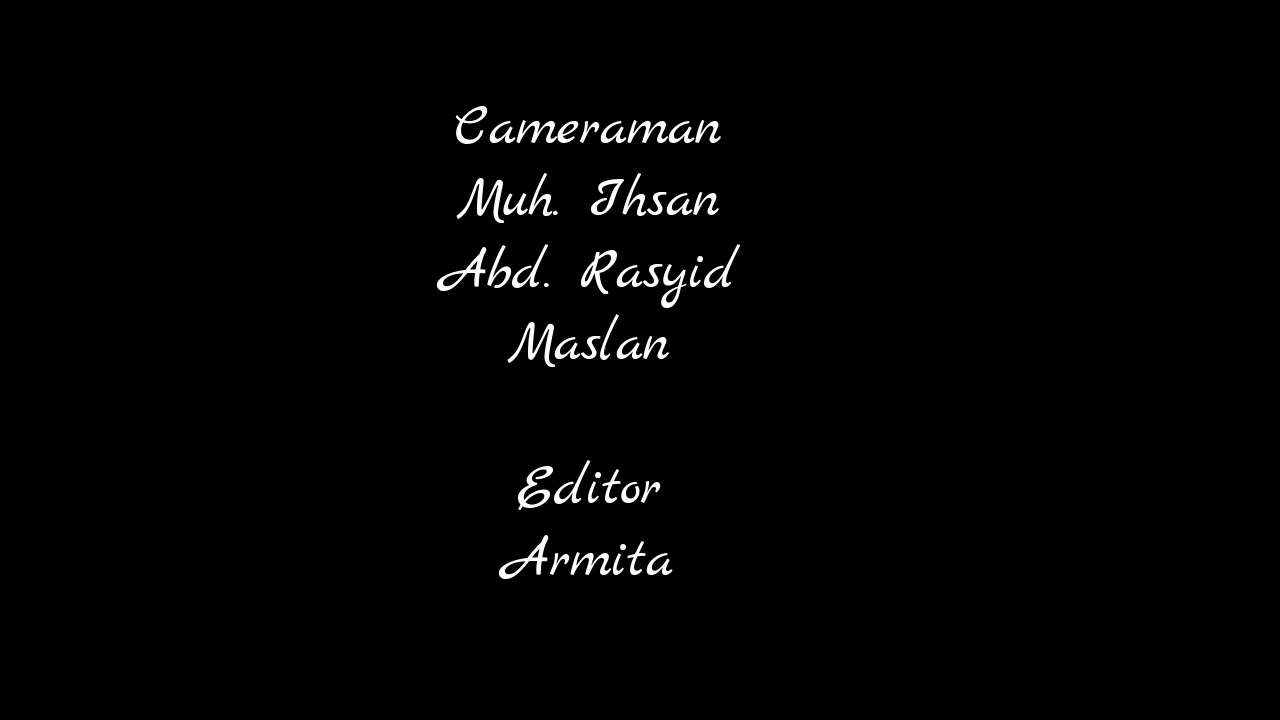 Cameraman
Muh. Ihsan
Abd. Rasyid
Maslan
Editor
Armita